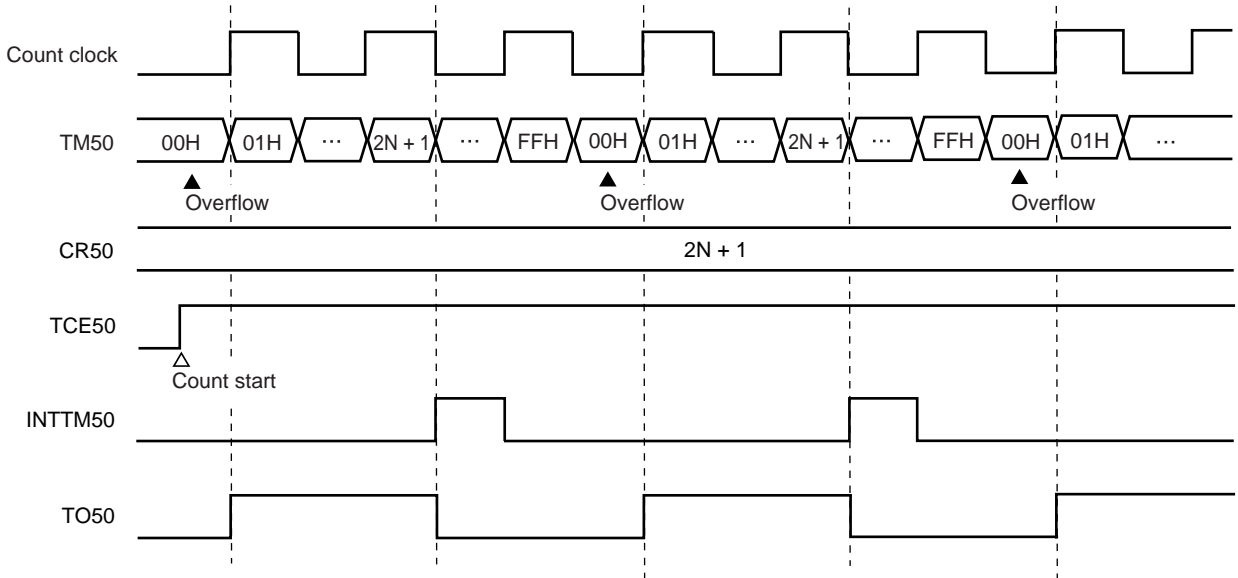 Count clock
TM50 00H 01H ... 2N + 1 ... FFH 00H 01H ... 2N + 1 ... FFH 00H 01H ...
Overflow Overflow Overflow
CR50 2N + 1
TCE50
Count start
INTTM50
TO50